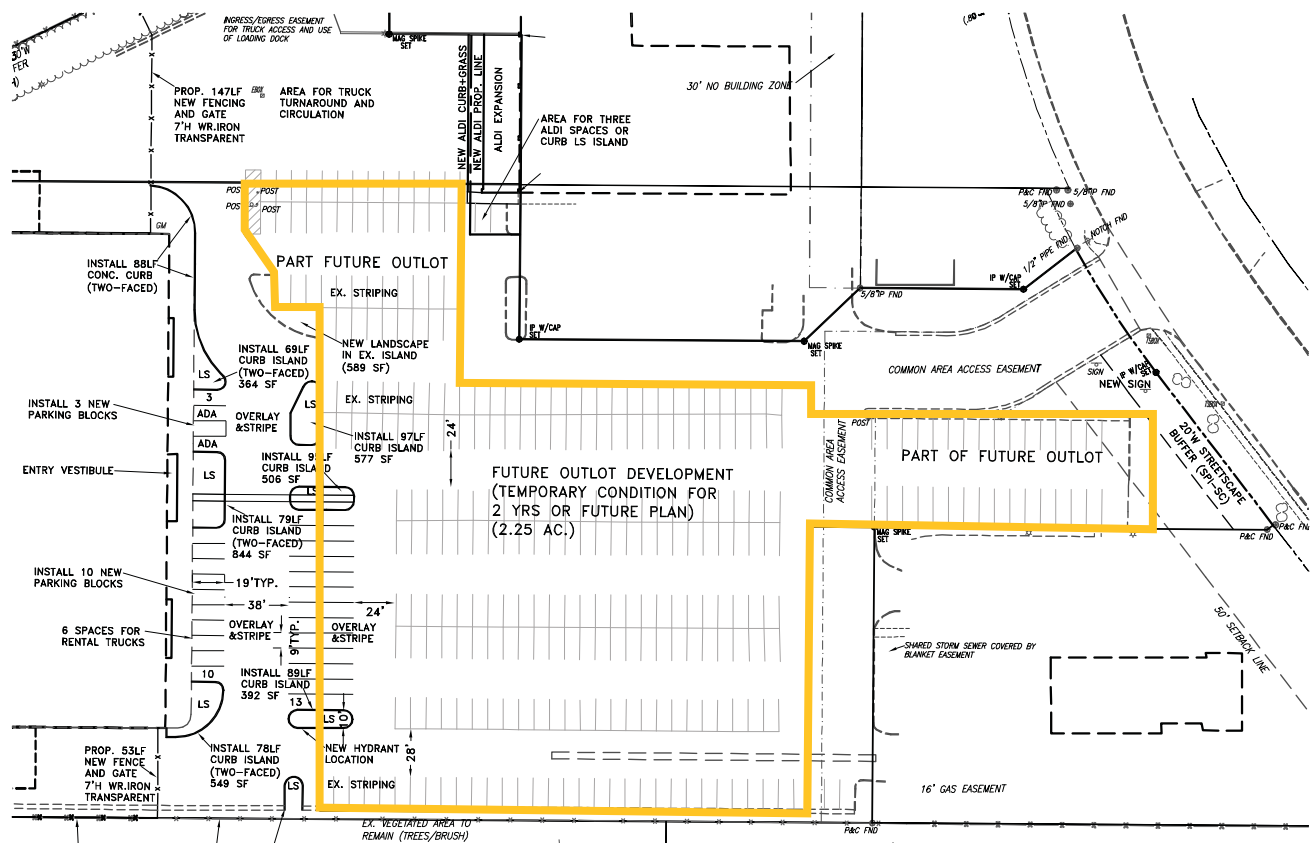 INGRESS/EGRESS EASEMENT
FOR TRUCK ACCESS AND USE
OF LOADING DOCK
MAG SPIKE
SET
30'W
PROP. 147LF
NEW FENCING
AND GATE
7'H WR.IRON
TRANSPARENT
AREA FOR TRUCK
TURNAROUND AND
CIRCULATION
NEW ALDI CURB+GRASS
NEW ALDI PROP. LINE
ALDI EXPANSION
AREA FOR THREE
ALDI SPACES OR
CURB LS ISLAND
30' NO BUILDING ZONE
P&C FND
5/8"IP FND
5/8"IP FND
NOTCH FND
1/2" PIPE FND
POST
POST
POST
POST
GM
INSTALL 88LF
CONC. CURB
(TWO-FACED)
PART FUTURE OUTLOT
EX. STRIPING
IP W/CAP
SET
5/8"IP FND
IP W/CAP
SET
MAG SPIKE
SET
NEW LANDSCAPE
IN EX. ISLAND
(589 SF)
INSTALL 69LF
CURB ISLAND
(TWO-FACED)
364 SF
LS
COMMON AREA ACCESS EASEMENT
SIGN
IP W/CAP
SET
NEW SIGN
INSTALL 3 NEW
PARKING BLOCKS
3
ADA
ADA
OVERLAY
&STRIPE
LS
EX. STRIPING
24'
INSTALL 97LF
CURB ISLAND
577 SF
POST
COMMON AREA
ACCESS EASEMENT
PART OF FUTURE OUTLOT
20'W STREETSCAPE
BUFFER (SPI-SC)
ENTRY VESTIBULE
LS
INSTALL 95LF
CURB ISLAND
506 SF
LS
FUTURE OUTLOT DEVELOPMENT
(TEMPORARY CONDITION FOR
2 YRS OR FUTURE PLAN)
(2.25 AC.)
INSTALL 79LF
CURB ISLAND
(TWO-FACED)
844 SF
MAG SPIKE
SET
P&C FND
P&C FND
INSTALL 10 NEW
PARKING BLOCKS
19'TYP.
38'
24'
6 SPACES FOR
RENTAL TRUCKS
OVERLAY
&STRIPE
9'TYP.
OVERLAY
&STRIPE
SHARED STORM SEWER COVERED BY
BLANKET EASEMENT
50' SETBACK LINE
10
LS
INSTALL 89LF
CURB ISLAND
392 SF
13
LS
10'
PROP. 53LF
NEW FENCE
AND GATE
7'H WR.IRON
TRANSPARENT
INSTALL 78LF
CURB ISLAND
(TWO-FACED)
549 SF
NEW HYDRANT
LOCATION
28'
LS
EX. STRIPING
16' GAS EASEMENT
EX. VEGETATED AREA TO
REMAIN (TREES/BRUSH)
P&C FND